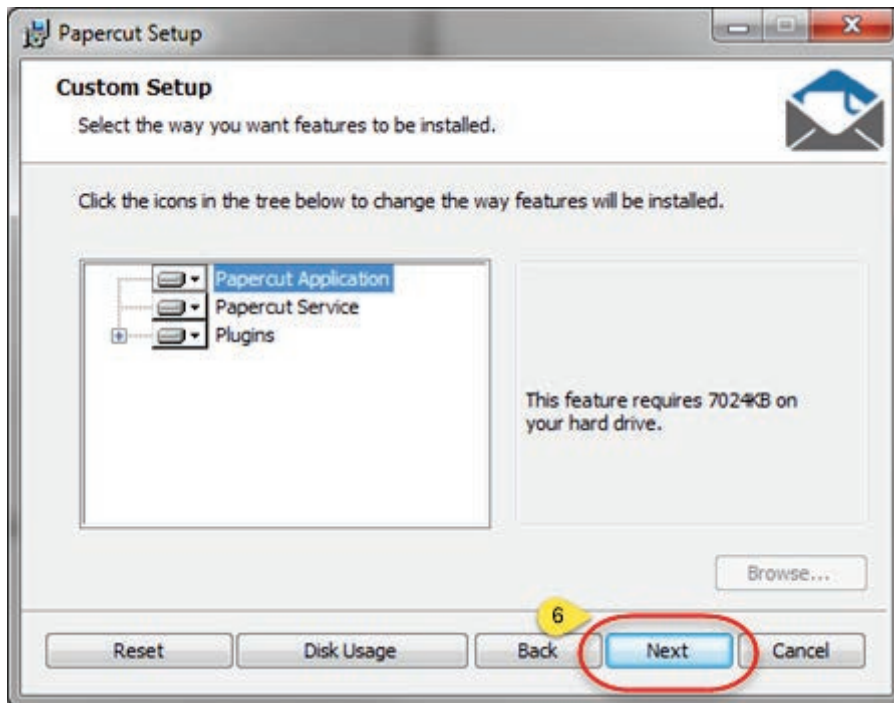 Papercut Setup
Custom Setup
Select the way you want features to be installed.
Click the icons in the tree below to change the way features will be installed.
Papercut Application
Papercut Service
Plugins
This feature requires 7024KB on
your hard drive.
Browse...
6
Reset Disk Usage Back Next Cancel